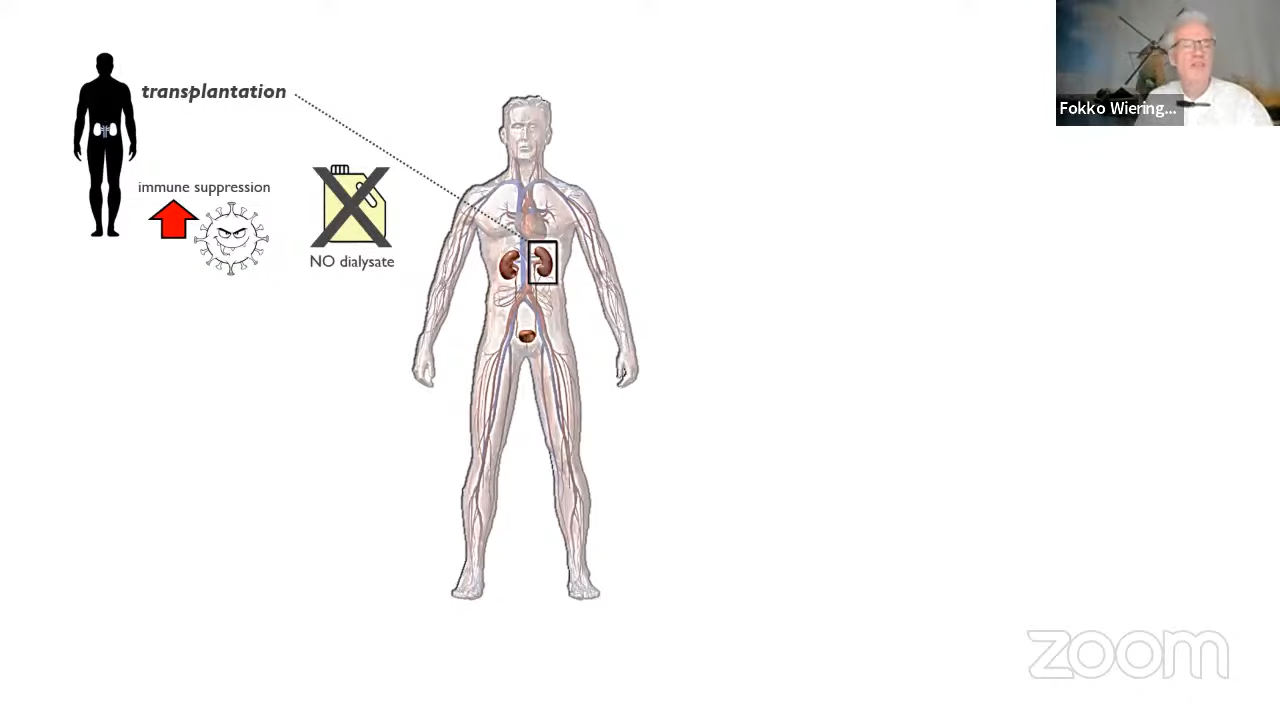 transplantation
immune suppression
NO dialysate
Fokko Wiering...
zoom